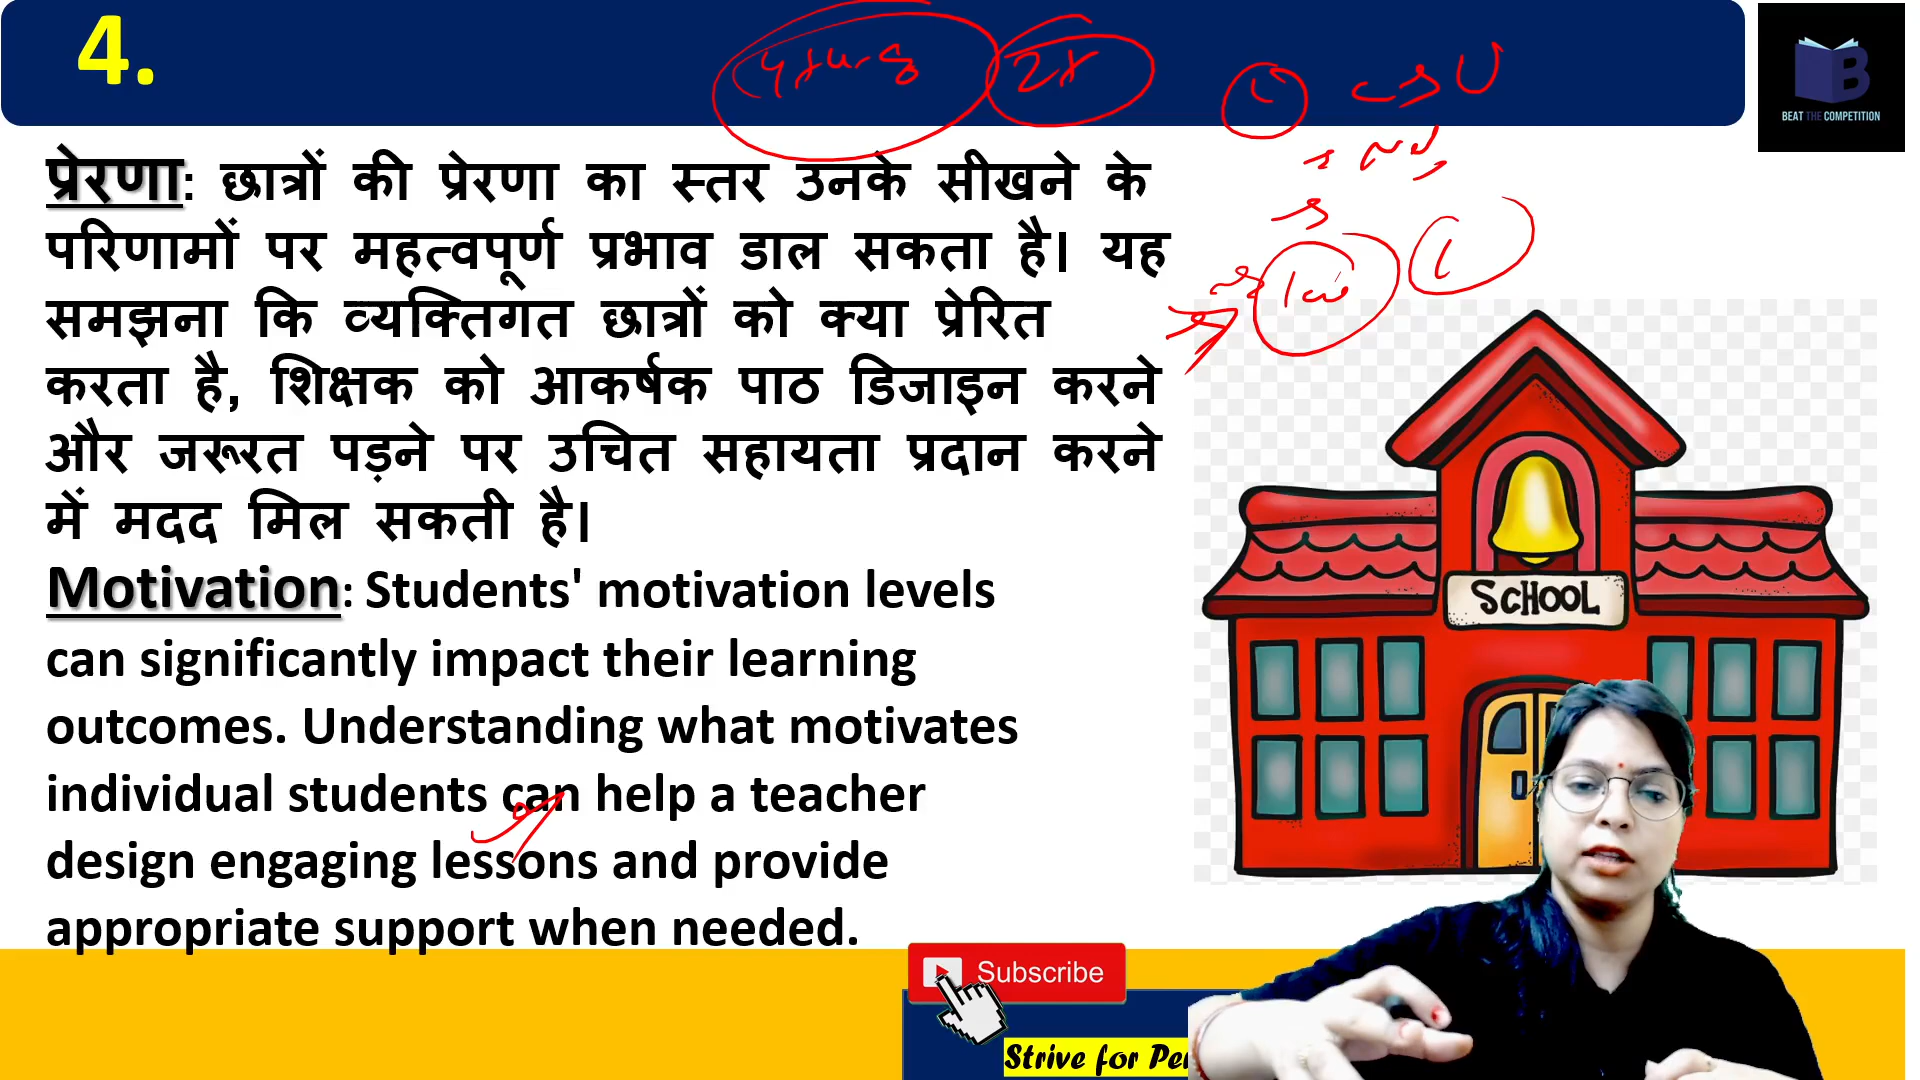 4.
BEAT THE COMPETITION
प्रेरणा: छात्रों की प्रेरणा का स्तर उनके सीखने के
परिणामों पर महत्वपूर्ण प्रभाव डाल सकता है। यह
समझना कि व्यक्तिगत छात्रों को क्या प्रेरित
करता है, शिक्षक को आकर्षक पाठ डिजाइन करने
और जरूरत पड़ने पर उचित सहायता प्रदान करने
में मदद मिल सकती है।
Motivation: Students' motivation levels
can significantly impact their learning
outcomes. Understanding what motivates
individual students can help a teacher
design engaging lessons and provide
appropriate support when needed.
SCHOOL
Subscribe
Strive for